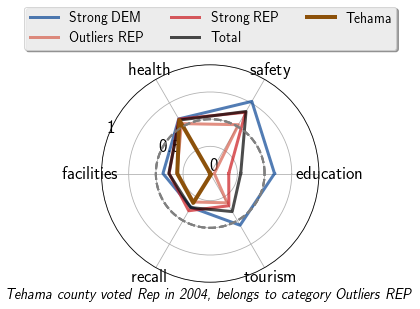 Strong DEM Strong REP Tehama
Outliers REP Total
health safety
1
0
facilities education
recall tourism
Tehama county voted Rep in 2004, belongs to category Outliers REP